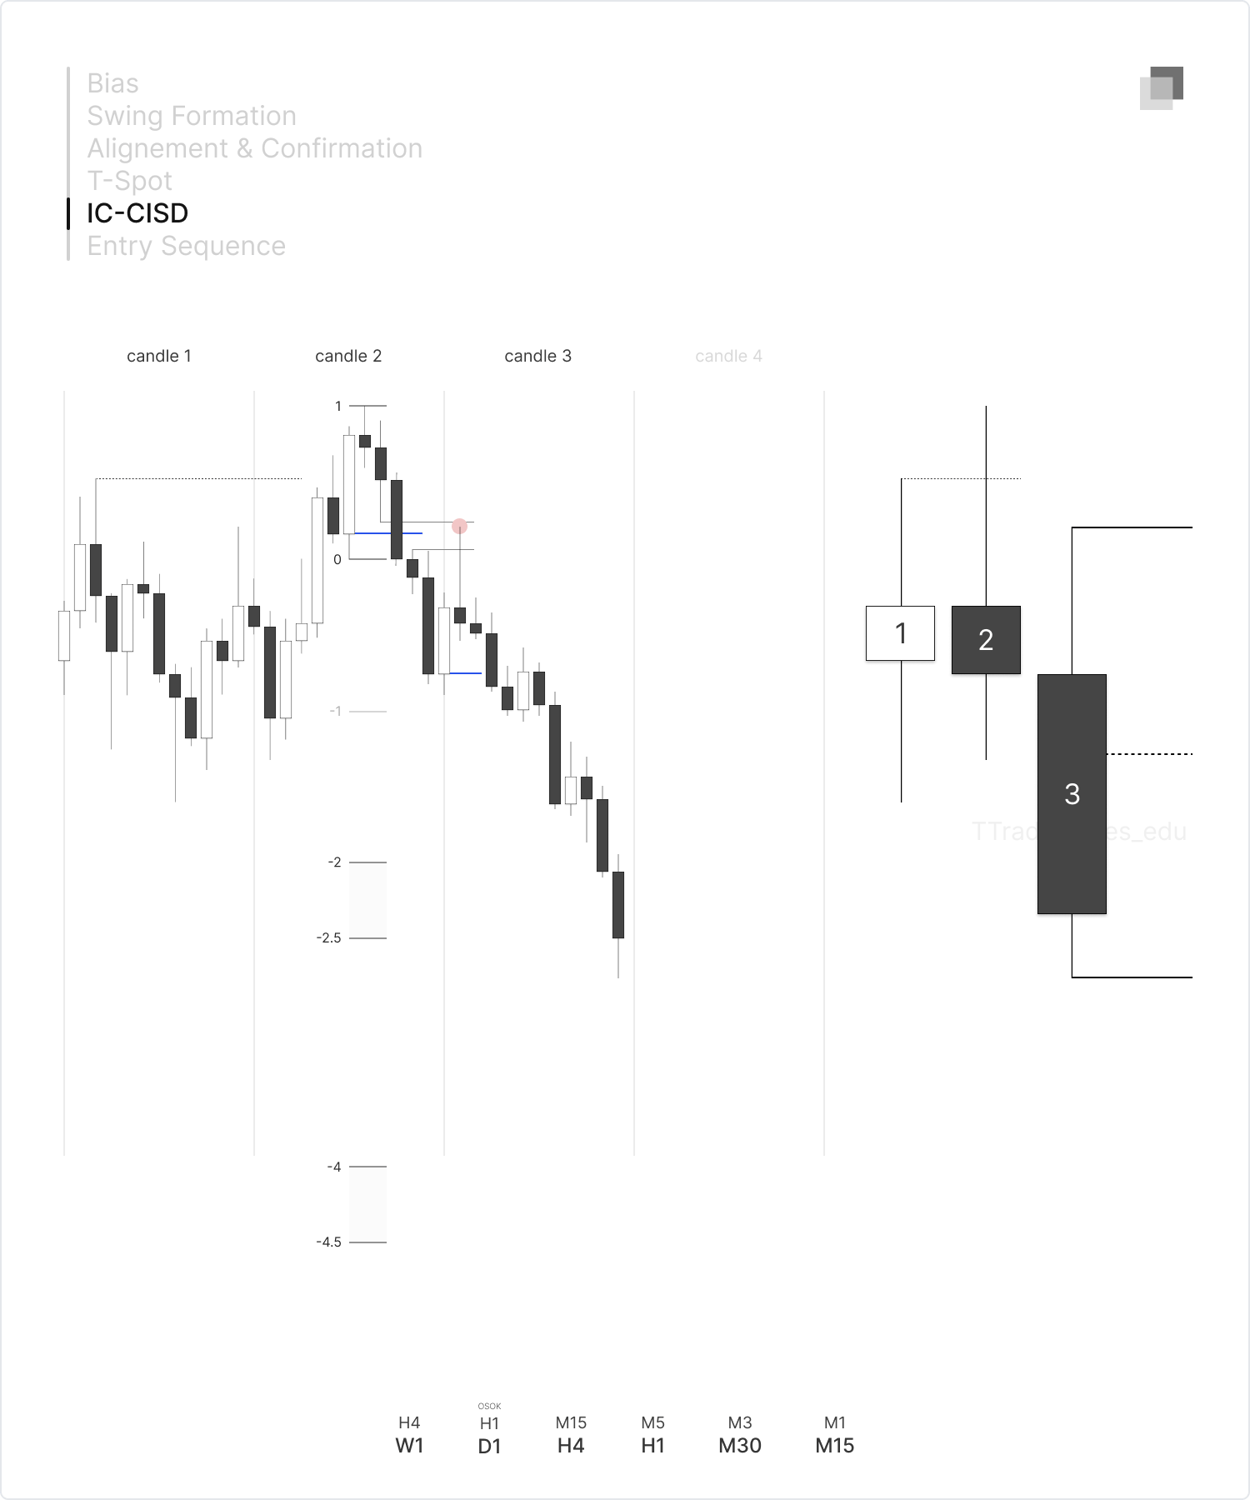 Bias
Swing Formation
Alignement & Confirmation
T-Spot
IC-CISD
Entry Sequence
candle 1
candle 2
candle 3
candle 4
1
0
-1
-2
-2.5
-4
-4.5
1
2
3
OSOK
H4 H1 M15 M5 M3 M1
W1 D1 H4 H1 M30 M15